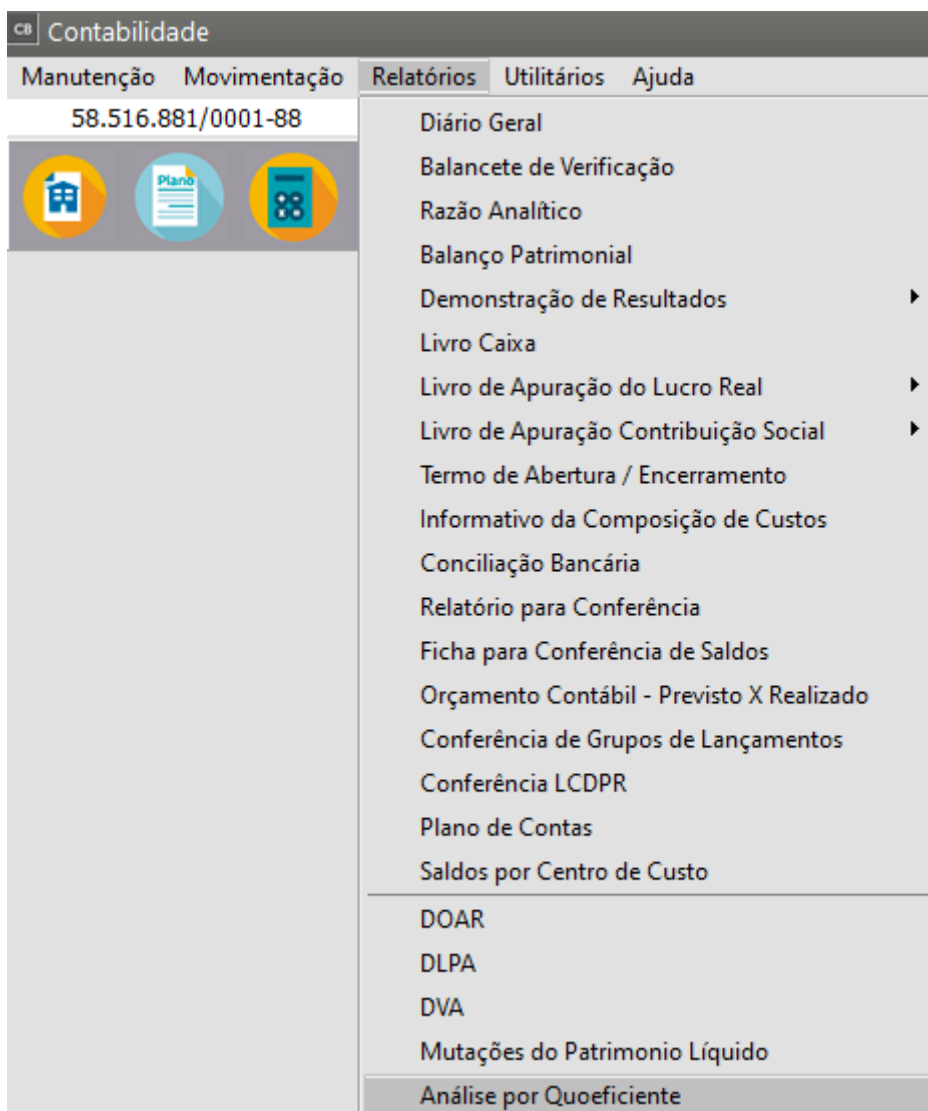 CB Contabilidade
Manutenção Movimentação Relatórios Utilitários Ajuda
58.516.881/0001-88
Plano
Diário Geral
Balancete de Verificação
Razão Analítico
Balanço Patrimonial
Demonstração de Resultados
Livro Caixa
Livro de Apuração do Lucro Real
Livro de Apuração Contribuição Social
Termo de Abertura / Encerramento
Informativo da Composição de Custos
Conciliação Bancária
Relatório para Conferência
Ficha para Conferência de Saldos
Orçamento Contábil - Previsto X Realizado
Conferência de Grupos de Lançamentos
Conferência LCDPR
Plano de Contas
Saldos por Centro de Custo
DOAR
DLPA
DVA
Mutações do Patrimonio Líquido
Análise por Quoeficiente